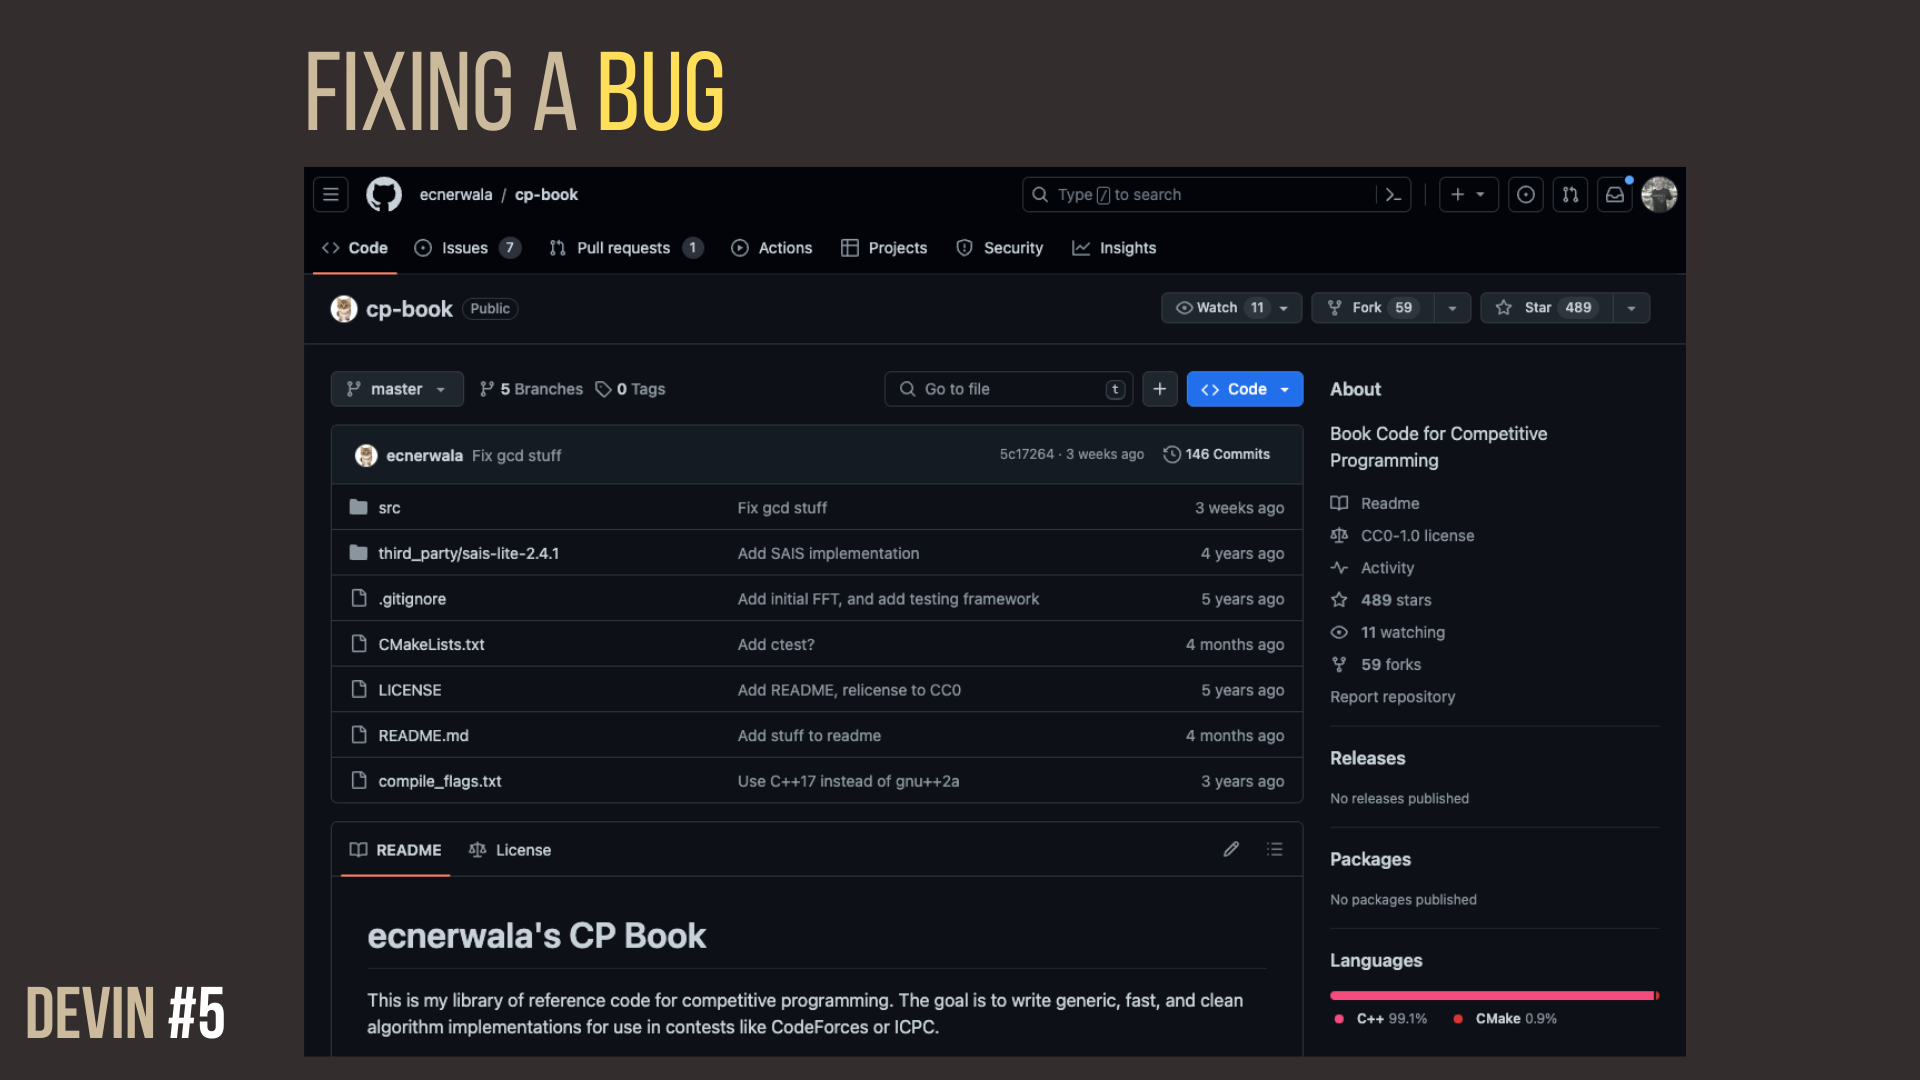 FIXING A BUG
ecnerwala / cp-book
Type / to search
Code
Issues 7
Pull requests 1
Actions
Projects
Security
Insights
cp-book Public
Watch 11
Fork 59
Star 489
master
5 Branches
0 Tags
Go to file t
Code
ecnerwala Fix gcd stuff 5c17264 · 3 weeks ago 146 Commits
src Fix gcd stuff 3 weeks ago
third_party/sais-lite-2.4.1 Add SAIS implementation 4 years ago
.gitignore Add initial FFT, and add testing framework 5 years ago
CMakeLists.txt Add ctest? 4 months ago
LICENSE Add README, relicense to CC0 5 years ago
README.md Add stuff to readme 4 months ago
compile_flags.txt Use C++17 instead of gnu++2a 3 years ago
README
License
ecnerwala's CP Book
This is my library of reference code for competitive programming. The goal is to write generic, fast, and clean
algorithm implementations for use in contests like CodeForces or ICPC.
About
Book Code for Competitive
Programming
Readme
CC0-1.0 license
Activity
489 stars
11 watching
59 forks
Report repository
Releases
No releases published
Packages
No packages published
Languages
C++ 99.1%
CMake 0.9%
DEVIN #5